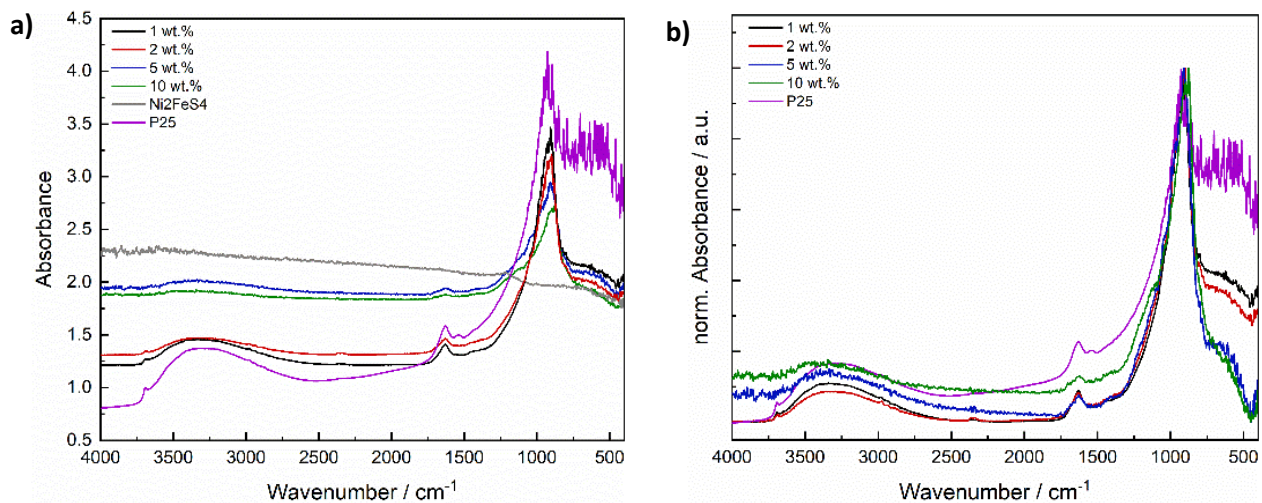 a)
4.5
4.0
3.5
3.0
2.5
2.0
1.5
1.0
0.5
Absorbance
1 wt.%
2 wt.%
5 wt.%
10 wt.%
Ni2FeS4
P25
4000 3500 3000 2500 2000 1500 1000 500
Wavenumber / cm⁻¹
b)
norm. Absorbance / a.u.
1 wt.%
2 wt.%
5 wt.%
10 wt.%
P25
4000 3500 3000 2500 2000 1500 1000 500
Wavenumber / cm⁻¹